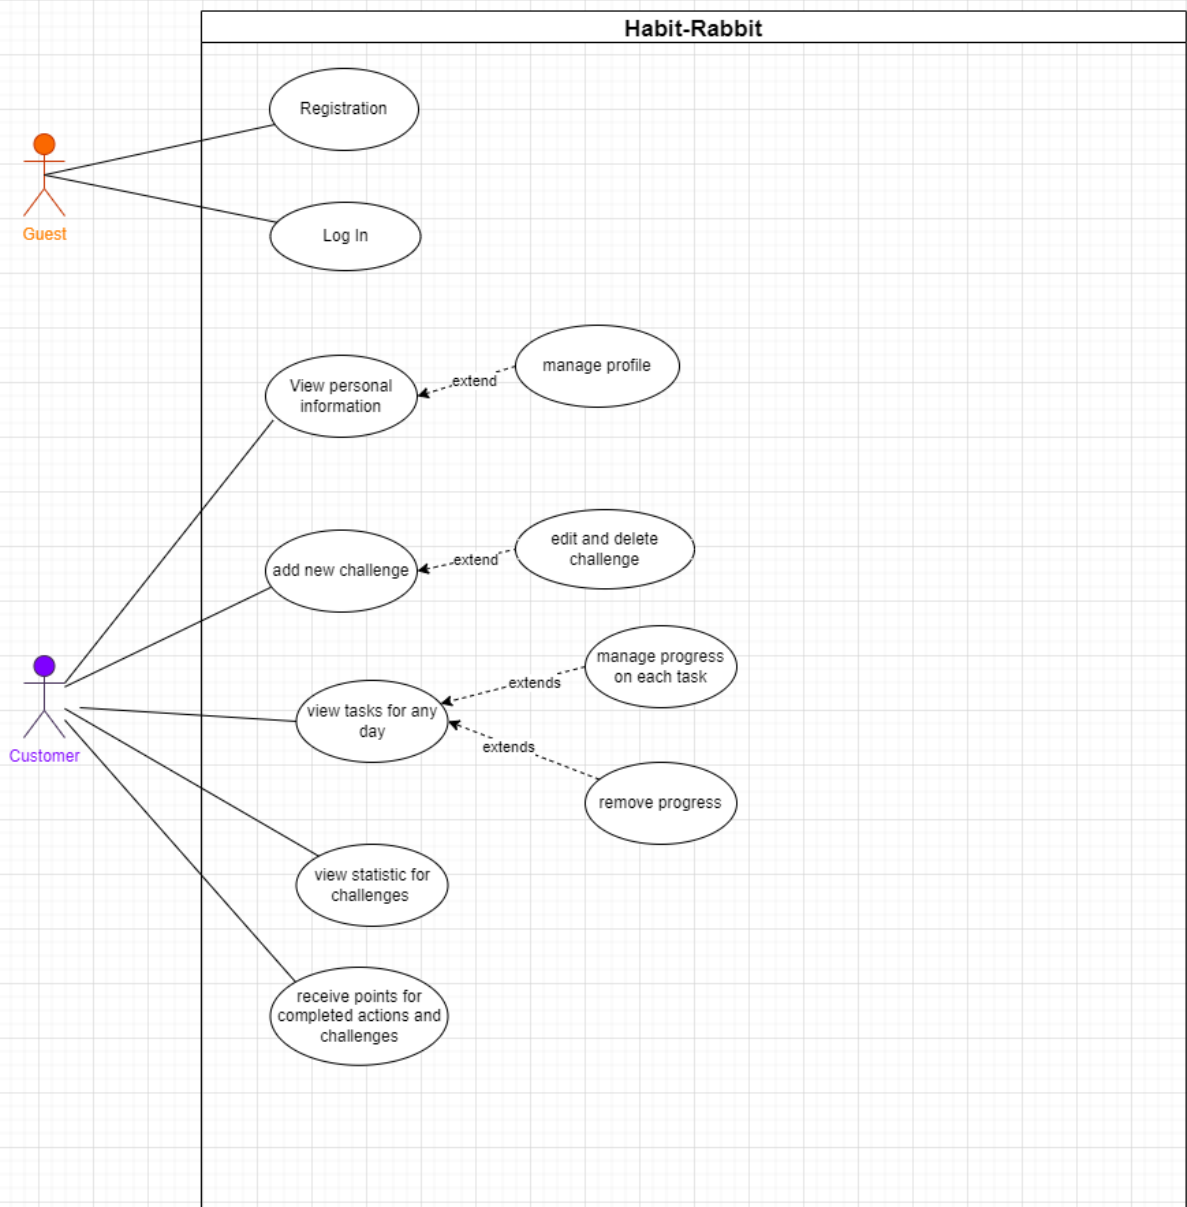 Habit-Rabbit
Registration
Guest
Log In
View personal
information
extend
manage profile
add new challenge
extend
edit and delete
challenge
Customer
view tasks for any
day
extends
manage progress
on each task
extends
remove progress
view statistic for
challenges
receive points for
completed actions and
challenges